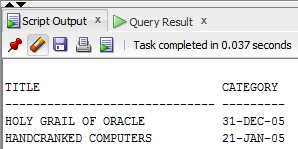 Script Output x Query Result x
Task completed in 0.037 seconds
TITLE CATEGORY
------------------------------ ---------
HOLY GRAIL OF ORACLE 31-DEC-05
HANDCRANKED COMPUTERS 21-JAN-05